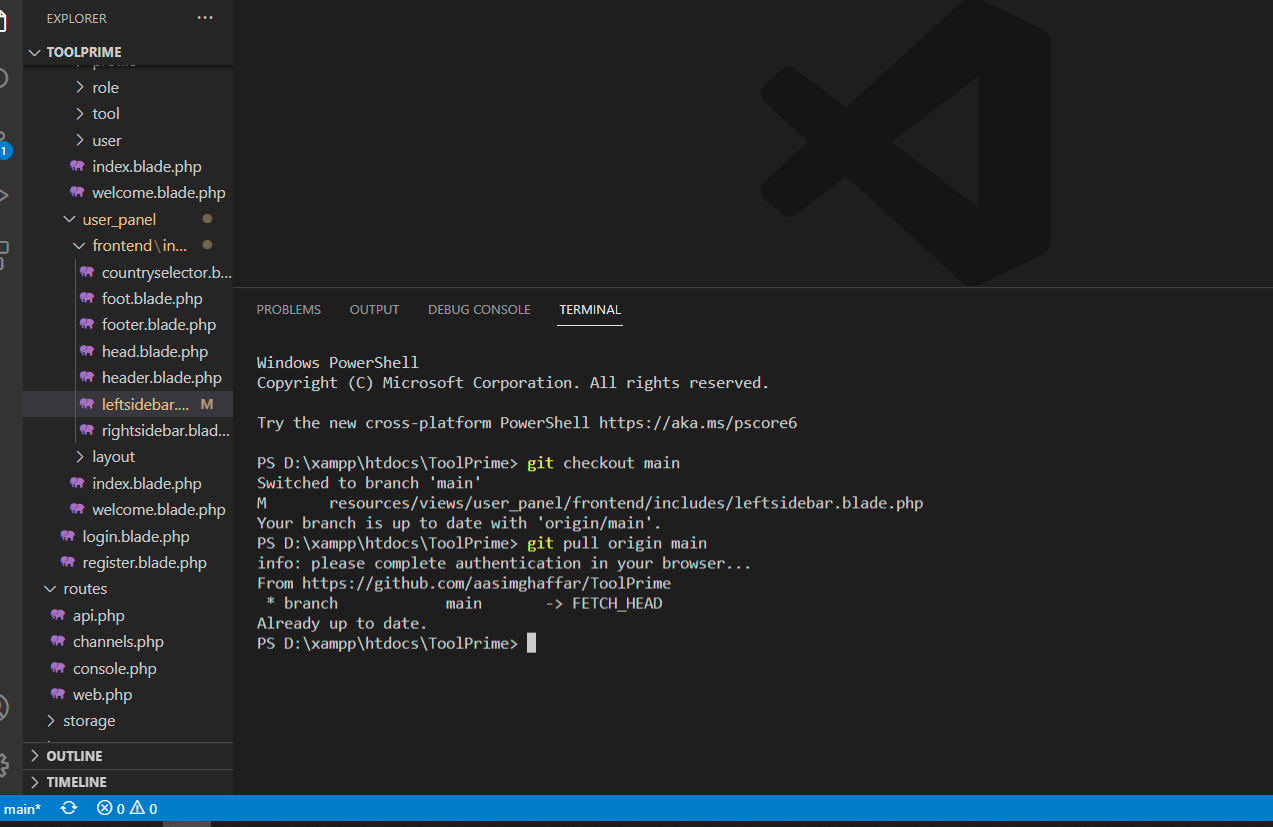 EXPLORER
TOOLPRIME
role
tool
user
index.blade.php
welcome.blade.php
user_panel
frontend\in...
countryselector.b...
foot.blade.php
footer.blade.php
head.blade.php
header.blade.php
leftsidebar.... M
rightsidebar.blad...
layout
index.blade.php
welcome.blade.php
login.blade.php
register.blade.php
routes
api.php
channels.php
console.php
web.php
storage
OUTLINE
TIMELINE
1
PROBLEMS OUTPUT DEBUG CONSOLE TERMINAL
Windows PowerShell
Copyright (C) Microsoft Corporation. All rights reserved.
Try the new cross-platform PowerShell https://aka.ms/pscore6
PS D:\xampp\htdocs\ToolPrime> git checkout main
Switched to branch 'main'
M       resources/views/user_panel/frontend/includes/leftsidebar.blade.php
Your branch is up to date with 'origin/main'.
PS D:\xampp\htdocs\ToolPrime> git pull origin main
info: please complete authentication in your browser...
From https://github.com/aasimghaffar/ToolPrime
 * branch            main       -> FETCH_HEAD
Already up to date.
PS D:\xampp\htdocs\ToolPrime>
main* 0 0